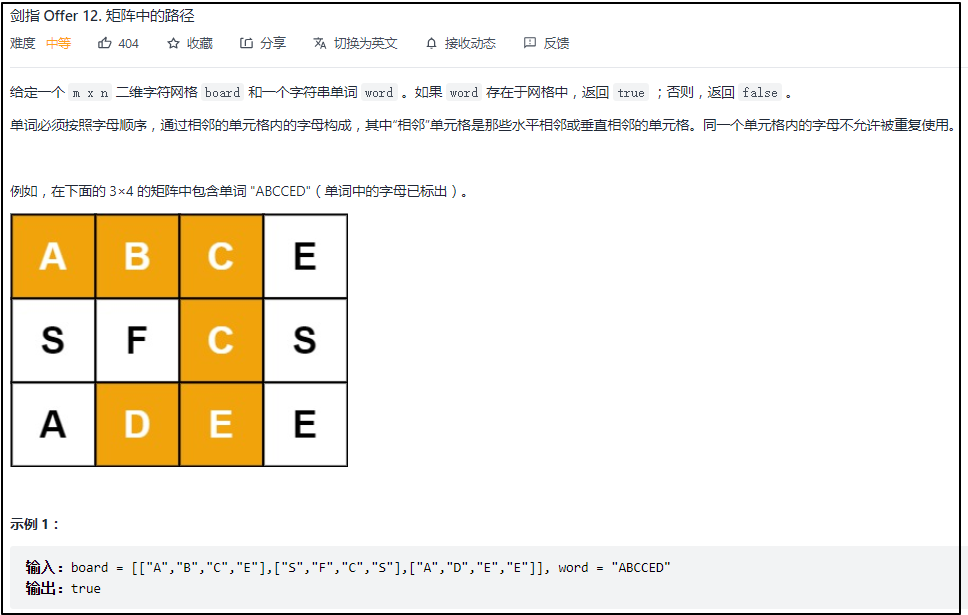 剑指 Offer 12. 矩阵中的路径
难度 中等 404 收藏 分享 切换为英文 接收动态 反馈
给定一个 m x n 二维字符网格 board 和一个字符串单词 word 。如果 word 存在于网格中，返回 true ；否则，返回 false 。
单词必须按照字母顺序，通过相邻的单元格内的字母构成，其中“相邻”单元格是那些水平相邻或垂直相邻的单元格。同一个单元格内的字母不允许被重复使用。
例如，在下面的 3×4 的矩阵中包含单词 "ABCCED"（单词中的字母已标出）。
A B C E
S F C S
A D E E
示例 1：
输入：board = [["A","B","C","E"],["S","F","C","S"],["A","D","E","E"]], word = "ABCCED"
输出：true